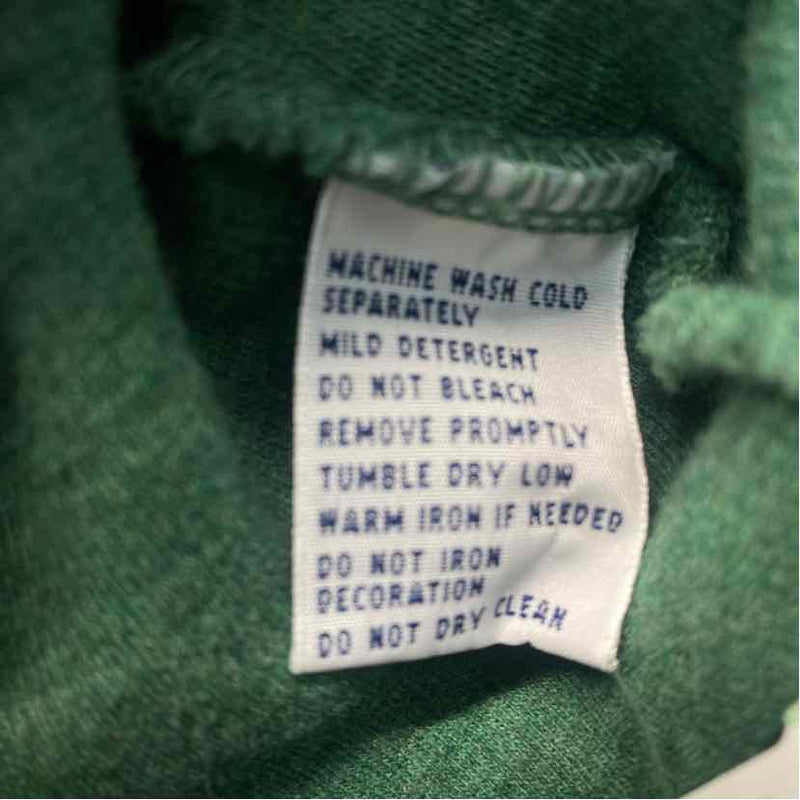 MACHINE WASH COLD
SEPARATELY
MILD DETERGENT
DO NOT BLEACH
REMOVE PROMPTLY
TUMBLE DRY LOW
WARM IRON IF NEEDED
DO NOT IRON
DECORATION
DO NOT DRY CLEAN